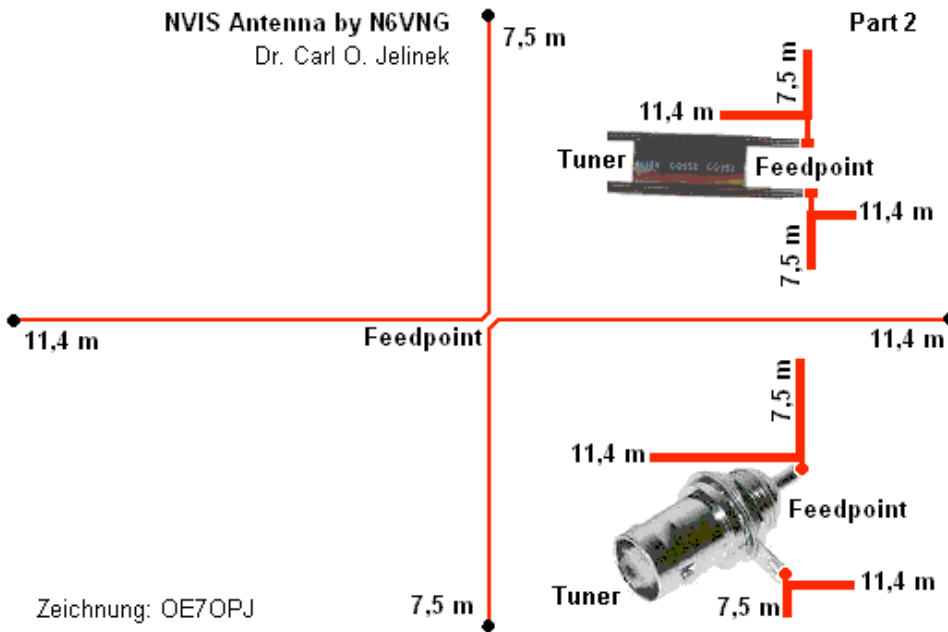 NVIS Antenna by N6VNG
Dr. Carl O. Jelinek
7,5 m
Part 2
7,5 m
11,4 m
Tuner
Feedpoint
11,4 m
7,5 m
11,4 m
Feedpoint
11,4 m
7,5 m
11,4 m
Feedpoint
Tuner
11,4 m
7,5 m
7,5 m
Zeichnung: OE7OPJ